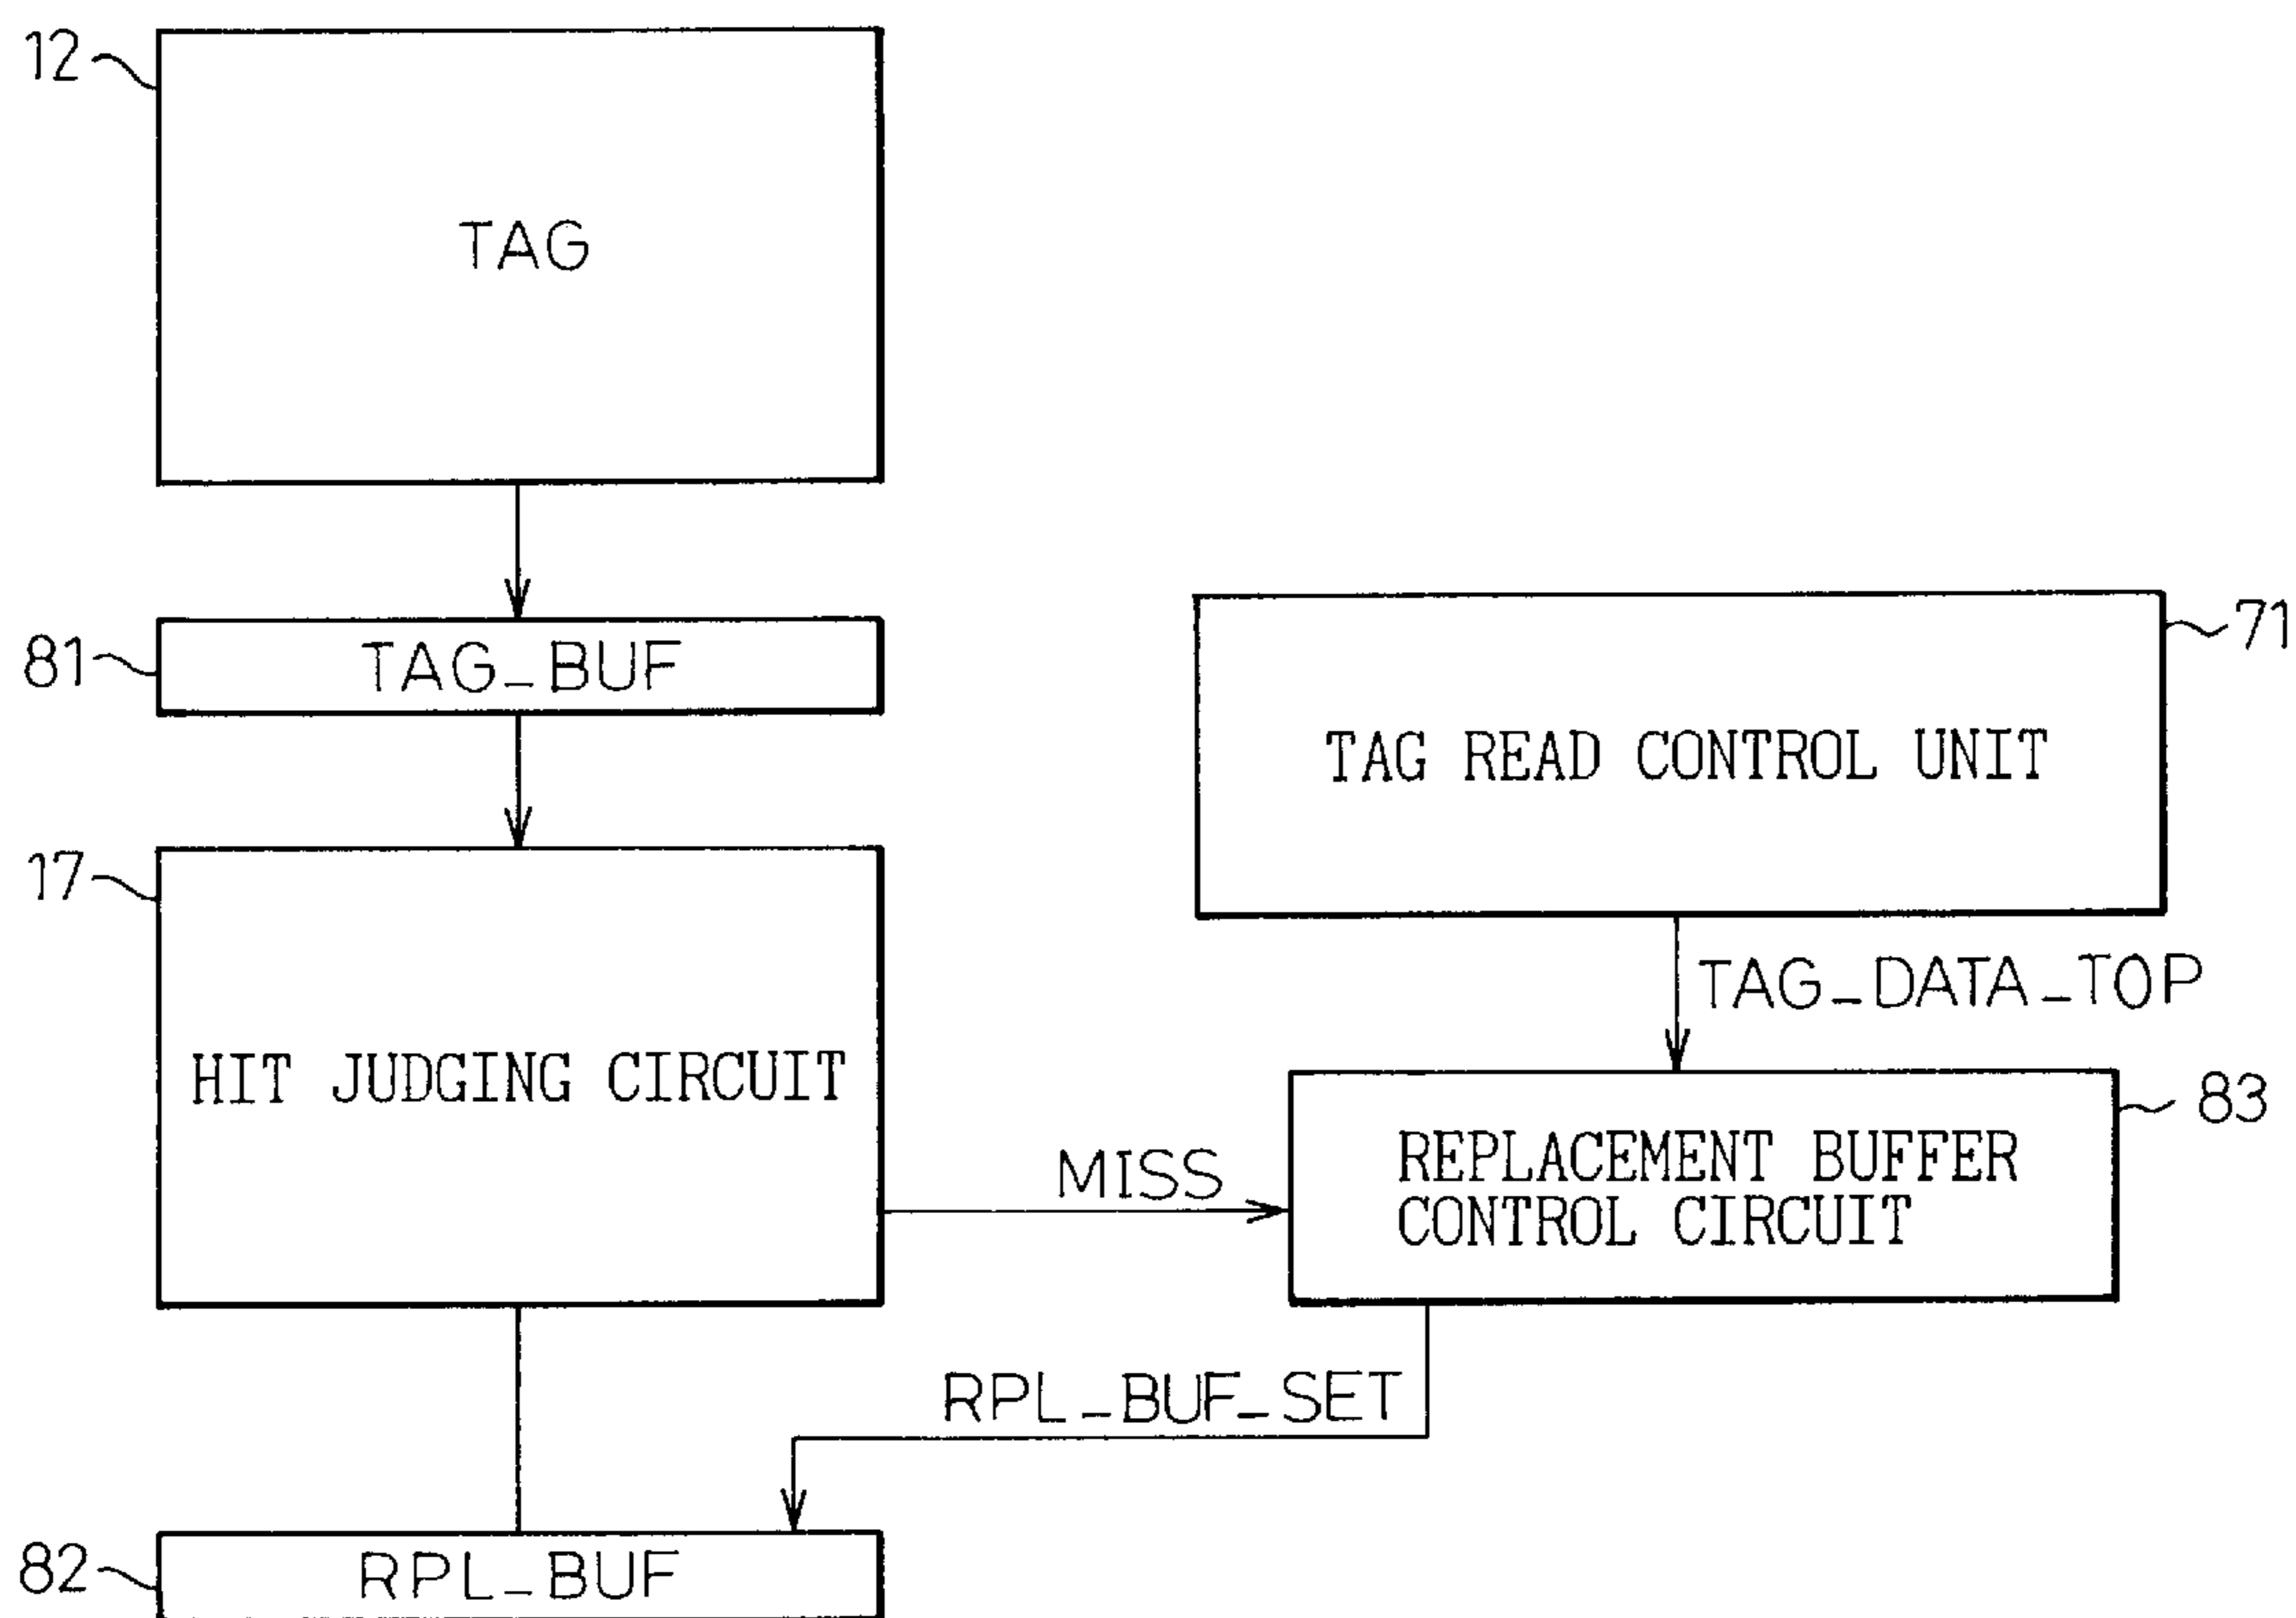 12
TAG
81
TAG_BUF
71
TAG READ CONTROL UNIT
17
TAG_DATA_TOP
HIT JUDGING CIRCUIT
83
MISS
REPLACEMENT BUFFER
CONTROL CIRCUIT
RPL_BUF_SET
82
RPL_BUF